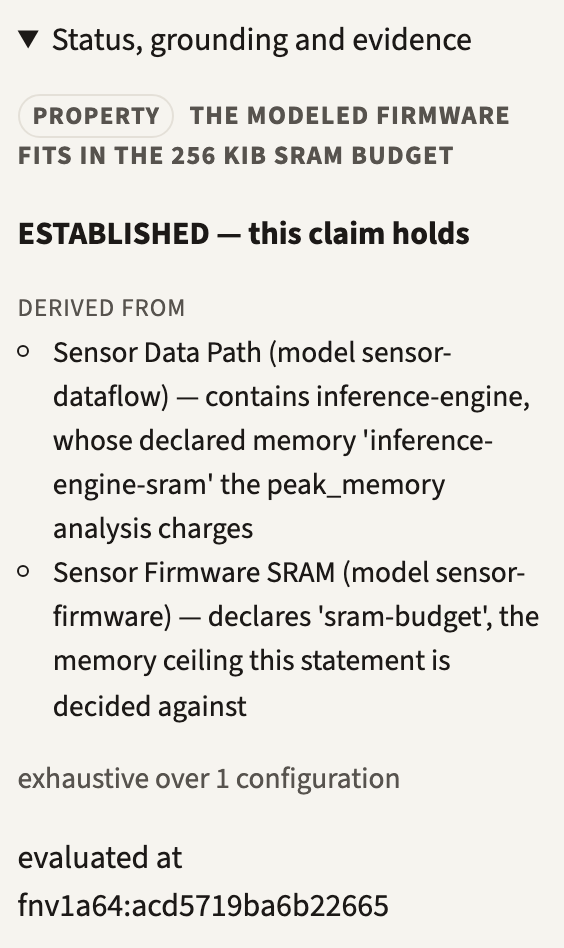 ▼ Status, grounding and evidence
PROPERTY THE MODELED FIRMWARE
FITS IN THE 256 KIB SRAM BUDGET
ESTABLISHED — this claim holds
DERIVED FROM
Sensor Data Path (model sensor-
dataflow) — contains inference-engine,
whose declared memory 'inference-
engine-sram' the peak_memory
analysis charges
Sensor Firmware SRAM (model sensor-
firmware) — declares 'sram-budget', the
memory ceiling this statement is
decided against
exhaustive over 1 configuration
evaluated at
fnv1a64:acd5719ba6b22665